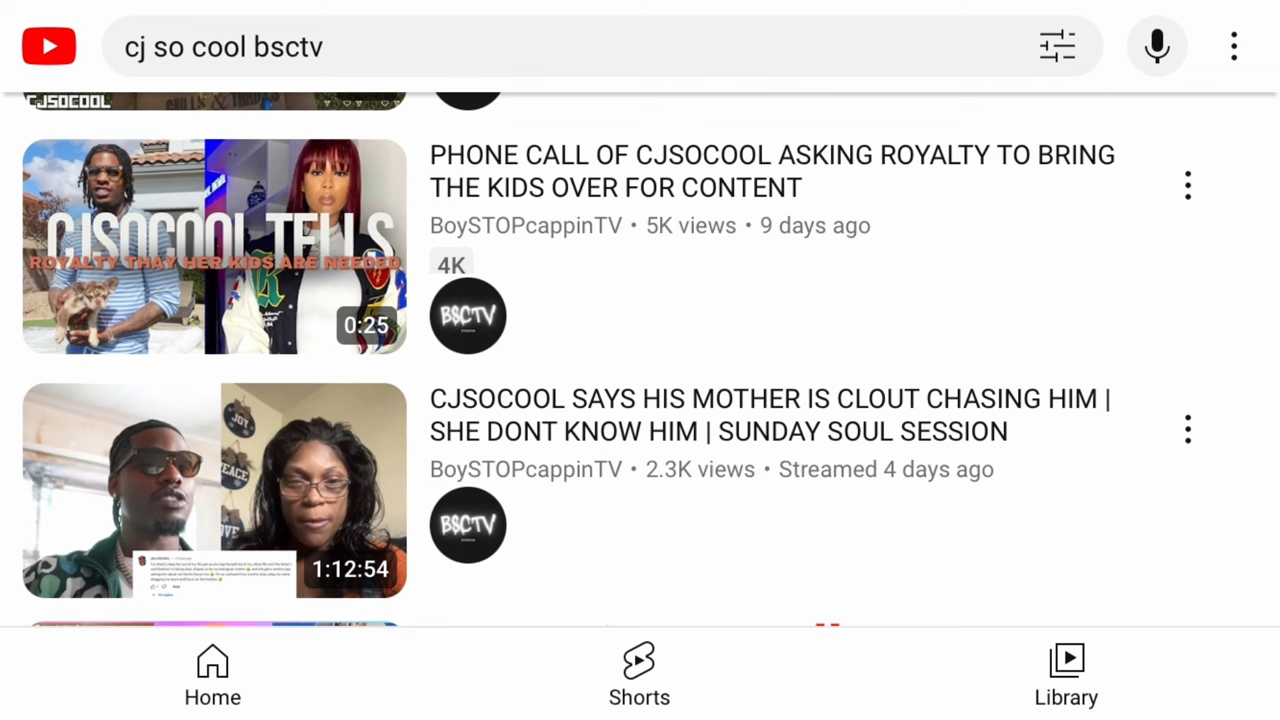 cj so cool bsctv
CJSOCOOL
CJSOCOOL TELLS
ROYALTY THAY HER KIDS ARE NEEDED
0:25
PHONE CALL OF CJSOCOOL ASKING ROYALTY TO BRING
THE KIDS OVER FOR CONTENT
BoySTOPcappinTV • 5K views • 9 days ago
4K
B$CTV
JOY
PEACE
1:12:54
CJSOCOOL SAYS HIS MOTHER IS CLOUT CHASING HIM |
SHE DONT KNOW HIM | SUNDAY SOUL SESSION
BoySTOPcappinTV • 2.3K views • Streamed 4 days ago
B$CTV
Home
Shorts
Library